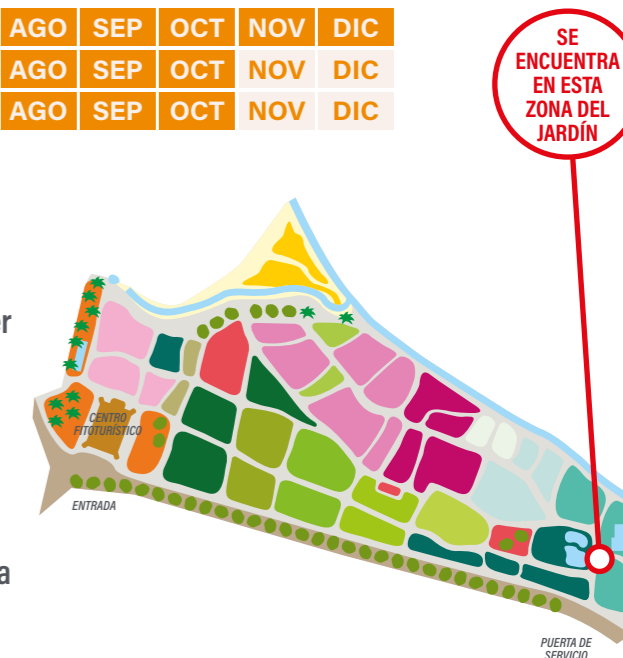 AGO SEP OCT NOV DIC
AGO SEP OCT NOV DIC
AGO SEP OCT NOV DIC
SE
ENCUENTRA
EN ESTA
ZONA DEL
JARDÍN
er
CENTRO
FITOTURÍSTICO
ENTRADA
a
PUERTA DE
SERVICIO